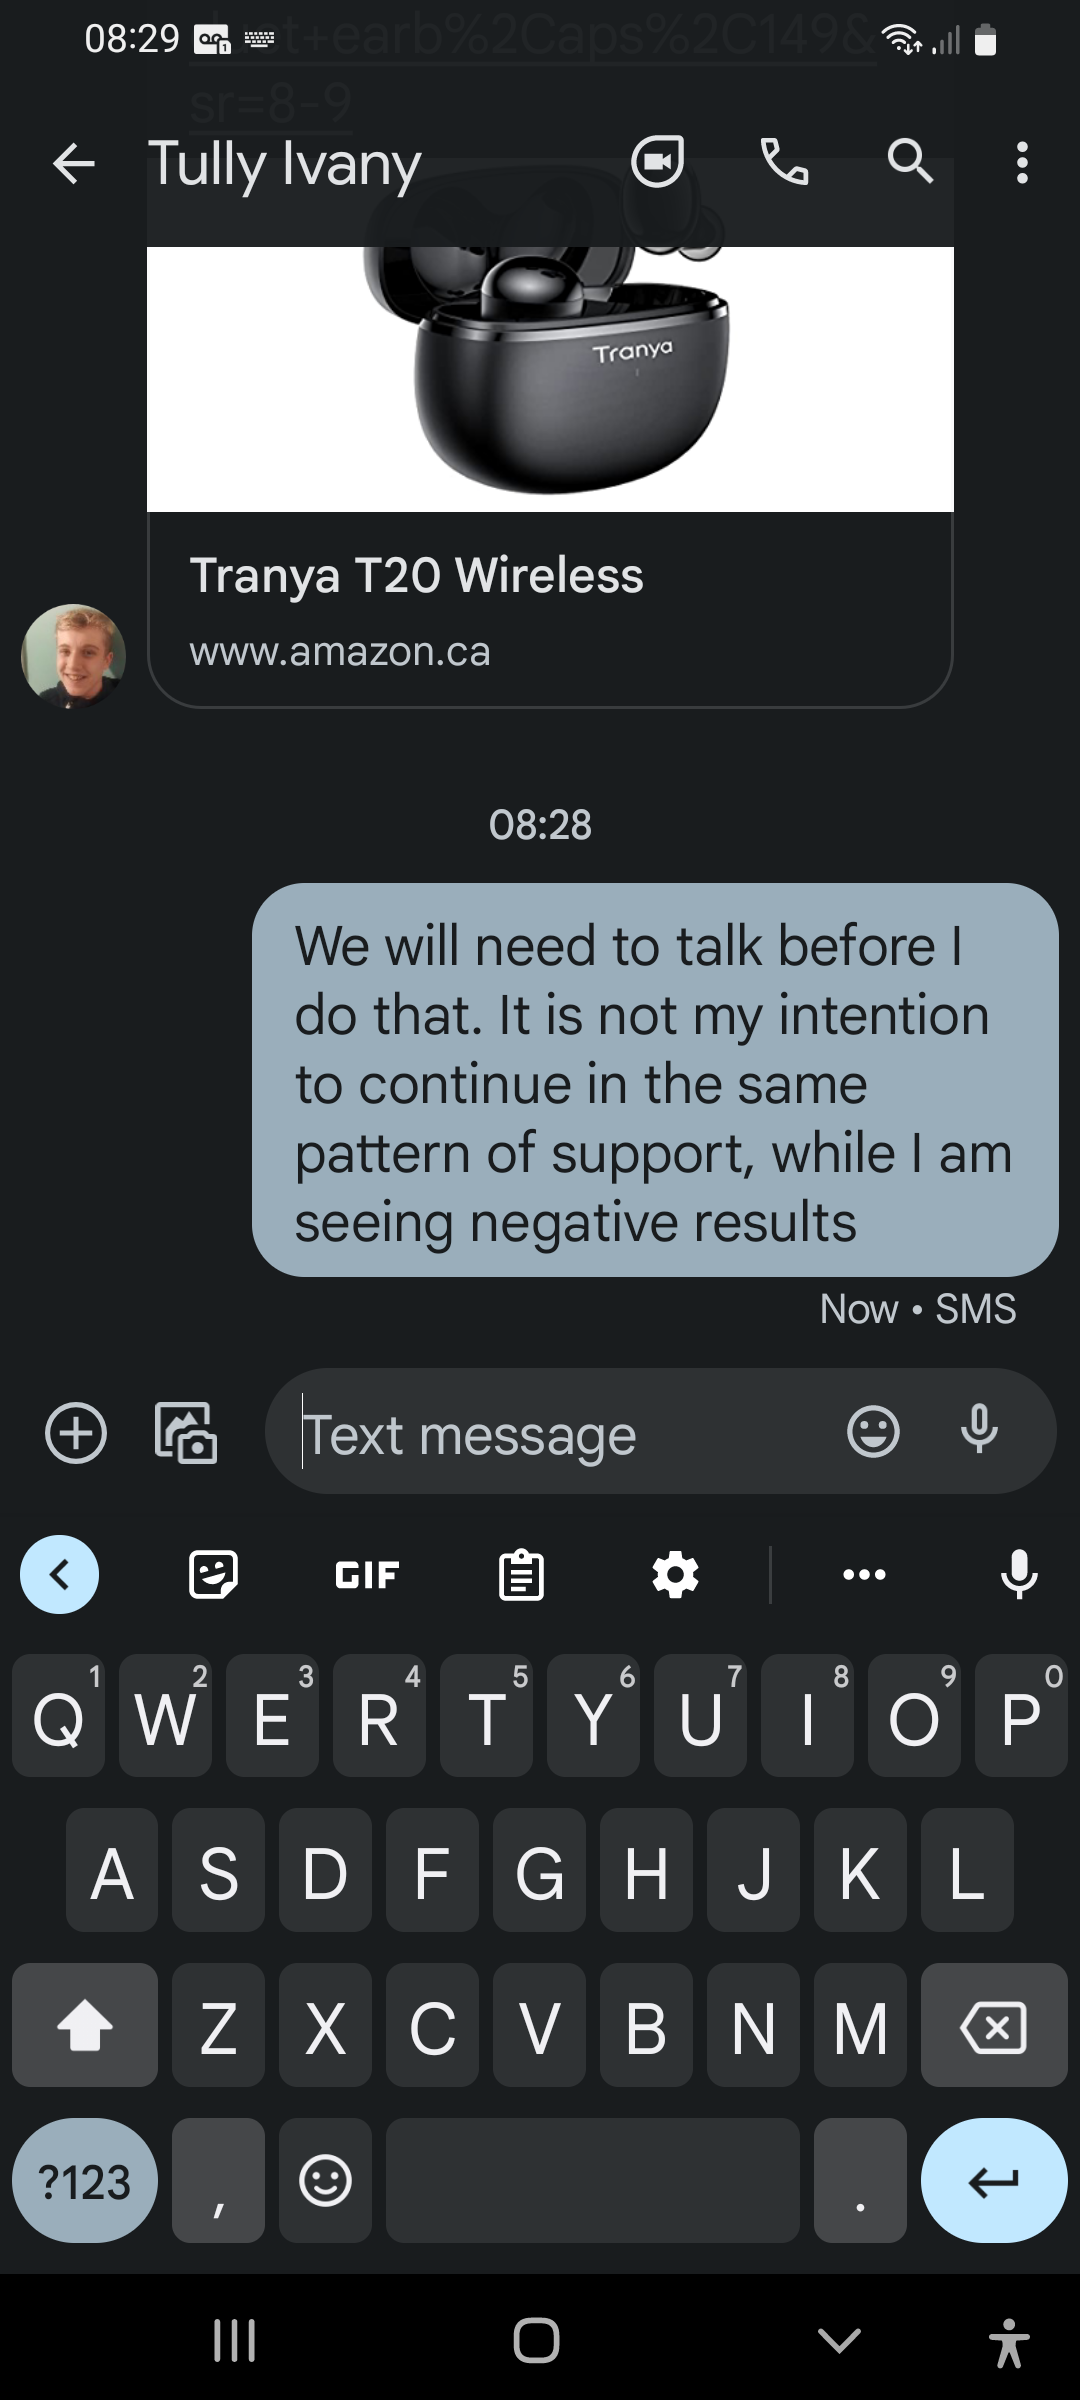 08:29
t+earb%2Caps%2C149&
sr=8-9
Tully Ivany
Tranya
Tranya T20 Wireless
www.amazon.ca
08:28
We will need to talk before I
do that. It is not my intention
to continue in the same
pattern of support, while I am
seeing negative results
Now • SMS
Text message
GIF
Q 1 W 2 E 3 R 4 T 5 Y 6 U 7 I 8 O 9 P 0
A S D F G H J K L
Z X C V B N M
?123 , .